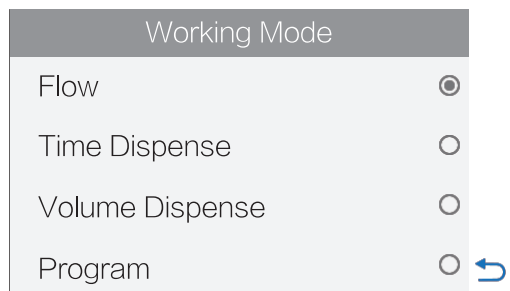 Working Mode
Flow
Time Dispense
Volume Dispense
Program